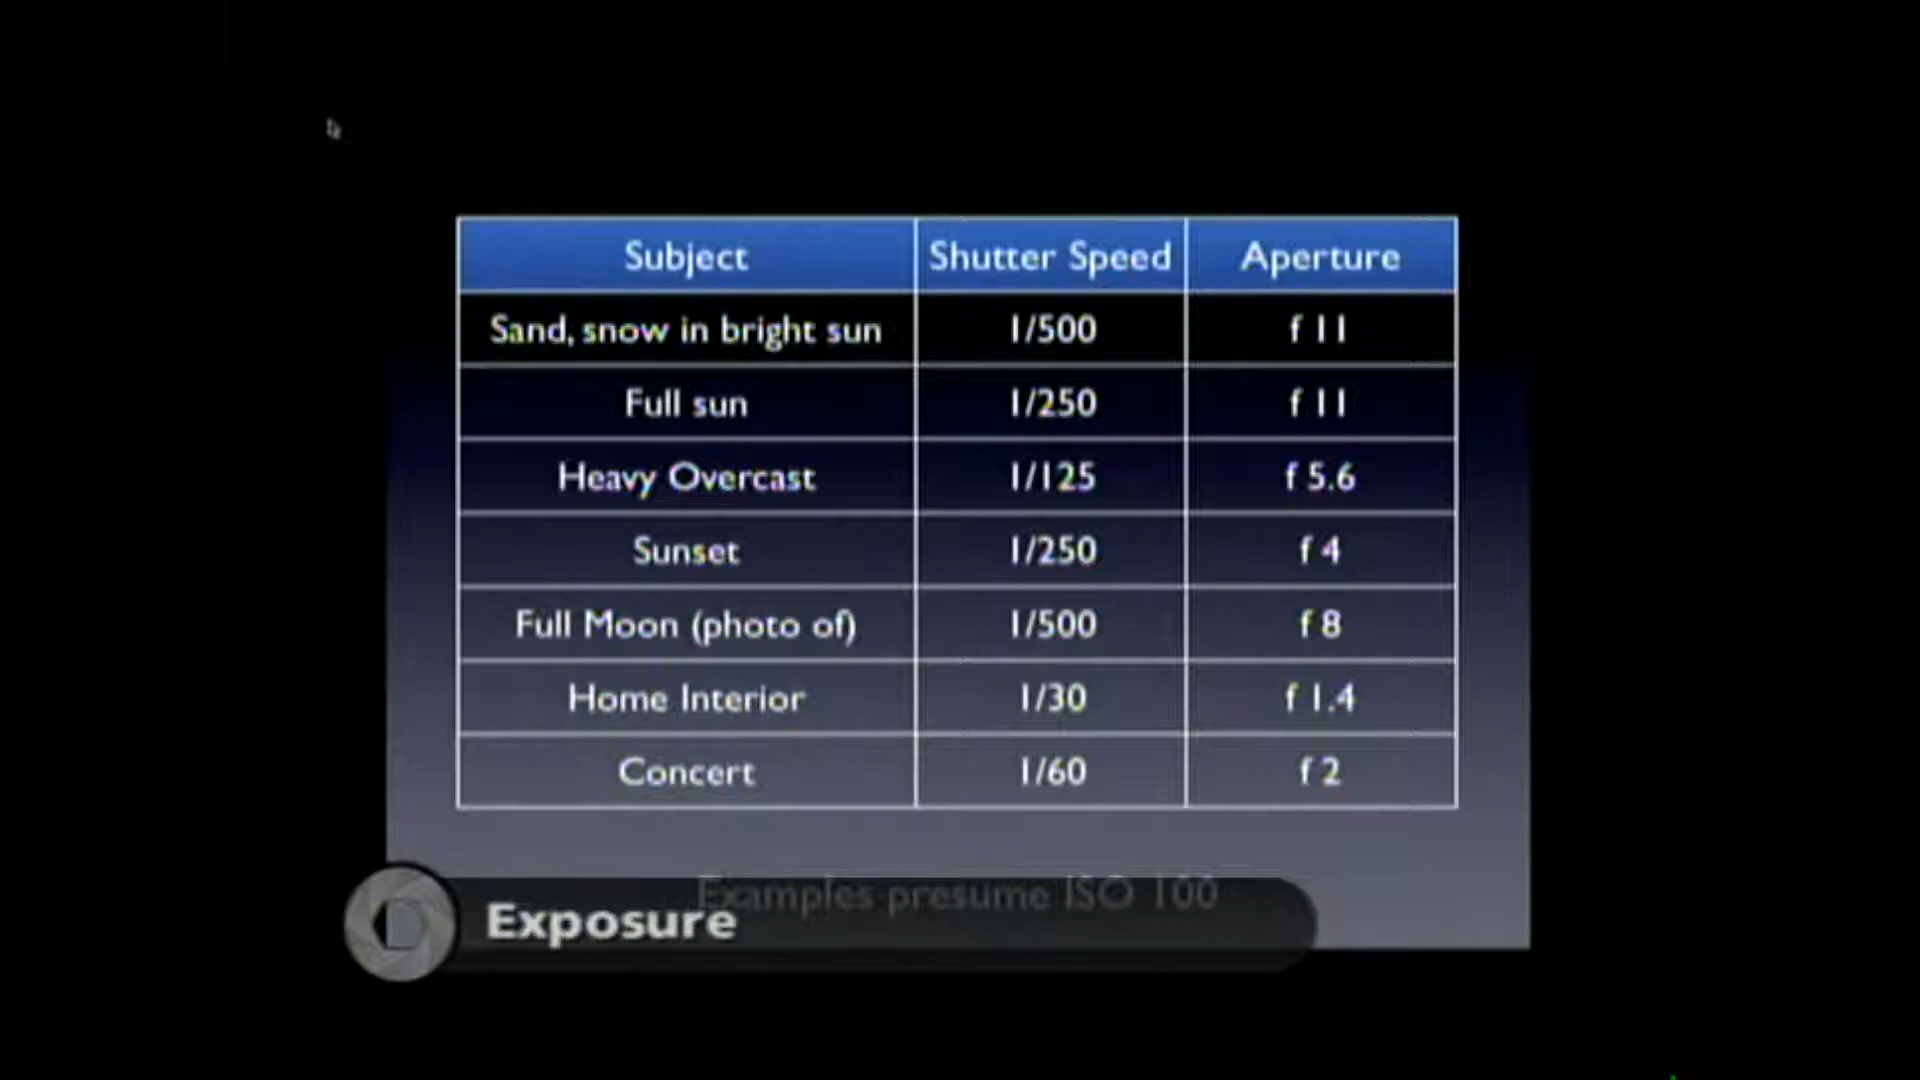 Subject Shutter Speed Aperture
Sand, snow in bright sun 1/500 f 11
Full sun 1/250 f 11
Heavy Overcast 1/125 f 5.6
Sunset 1/250 f 4
Full Moon (photo of) 1/500 f 8
Home Interior 1/30 f 1.4
Concert 1/60 f 2
Examples presume ISO 100
Exposure